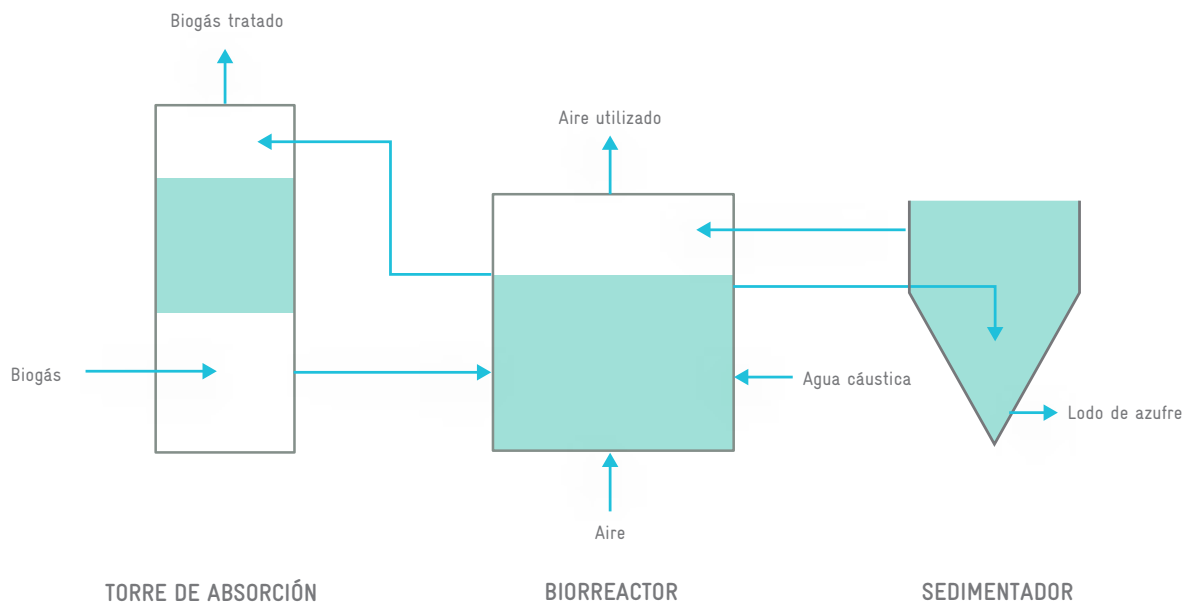 Biogás tratado
Aire utilizado
Biogás
Agua cáustica
Lodo de azufre
Aire
TORRE DE ABSORCIÓN
BIORREACTOR
SEDIMENTADOR